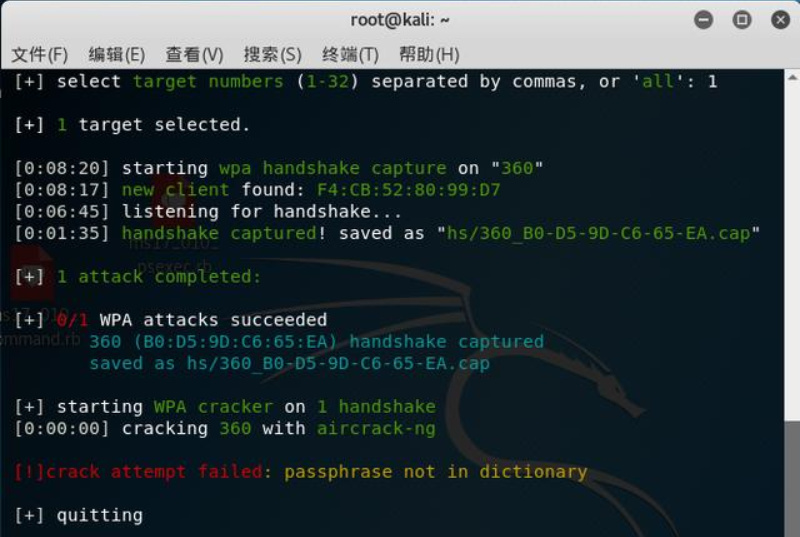 root@kali: ~
文件(F) 编辑(E) 查看(V) 搜索(S) 终端(T) 帮助(H)
[+] select target numbers (1-32) separated by commas, or 'all': 1
[+] 1 target selected.
[0:08:20] starting wpa handshake capture on "360"
[0:08:17] new client found: F4:CB:52:80:99:D7
[0:06:45] listening for handshake...
[0:01:35] handshake captured! saved as "hs/360_B0-D5-9D-C6-65-EA.cap"
ms17_010_
psexec.rb
[+] 1 attack completed:
[+] 0/1 WPA attacks succeeded
360 (B0:D5:9D:C6:65:EA) handshake captured
saved as hs/360_B0-D5-9D-C6-65-EA.cap
[+] starting WPA cracker on 1 handshake
[0:00:00] cracking 360 with aircrack-ng
[!]crack attempt failed: passphrase not in dictionary
[+] quitting